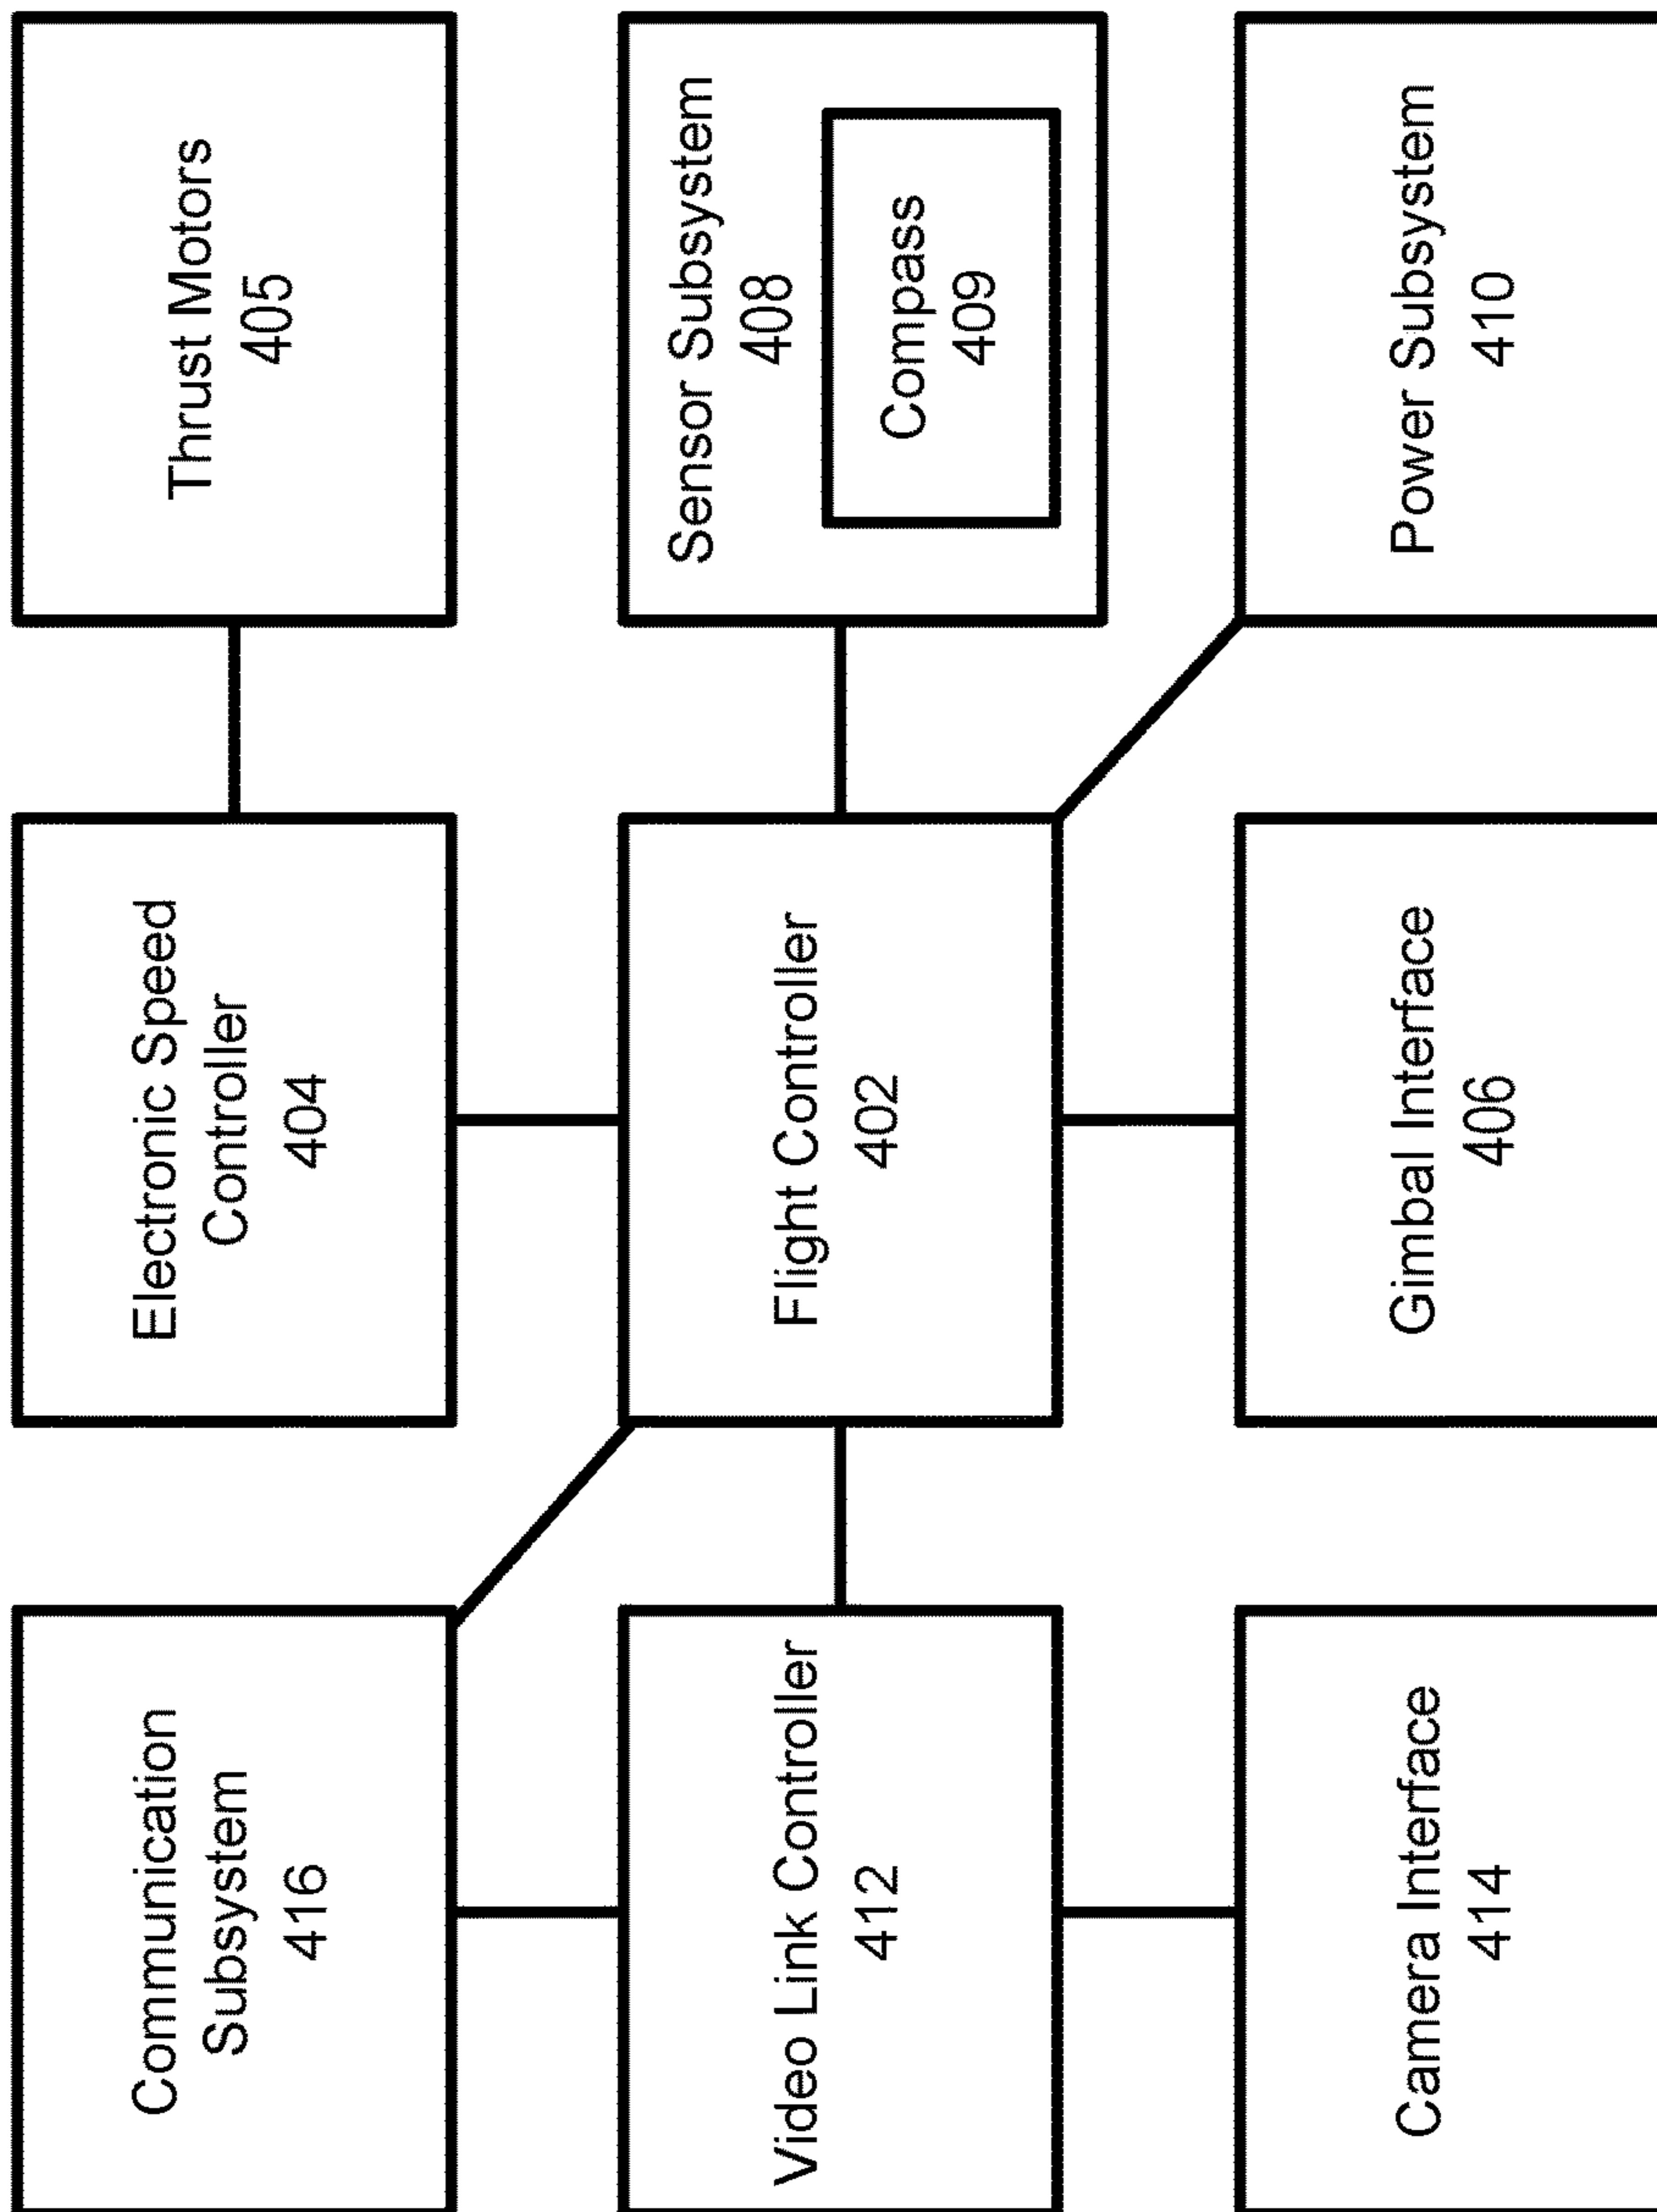 Communication
Subsystem
416
Electronic Speed
Controller
404
Thrust Motors
405
Video Link Controller
412
Flight Controller
402
Sensor Subsystem
408
Compass
409
Camera Interface
414
Gimbal Interface
406
Power Subsystem
410